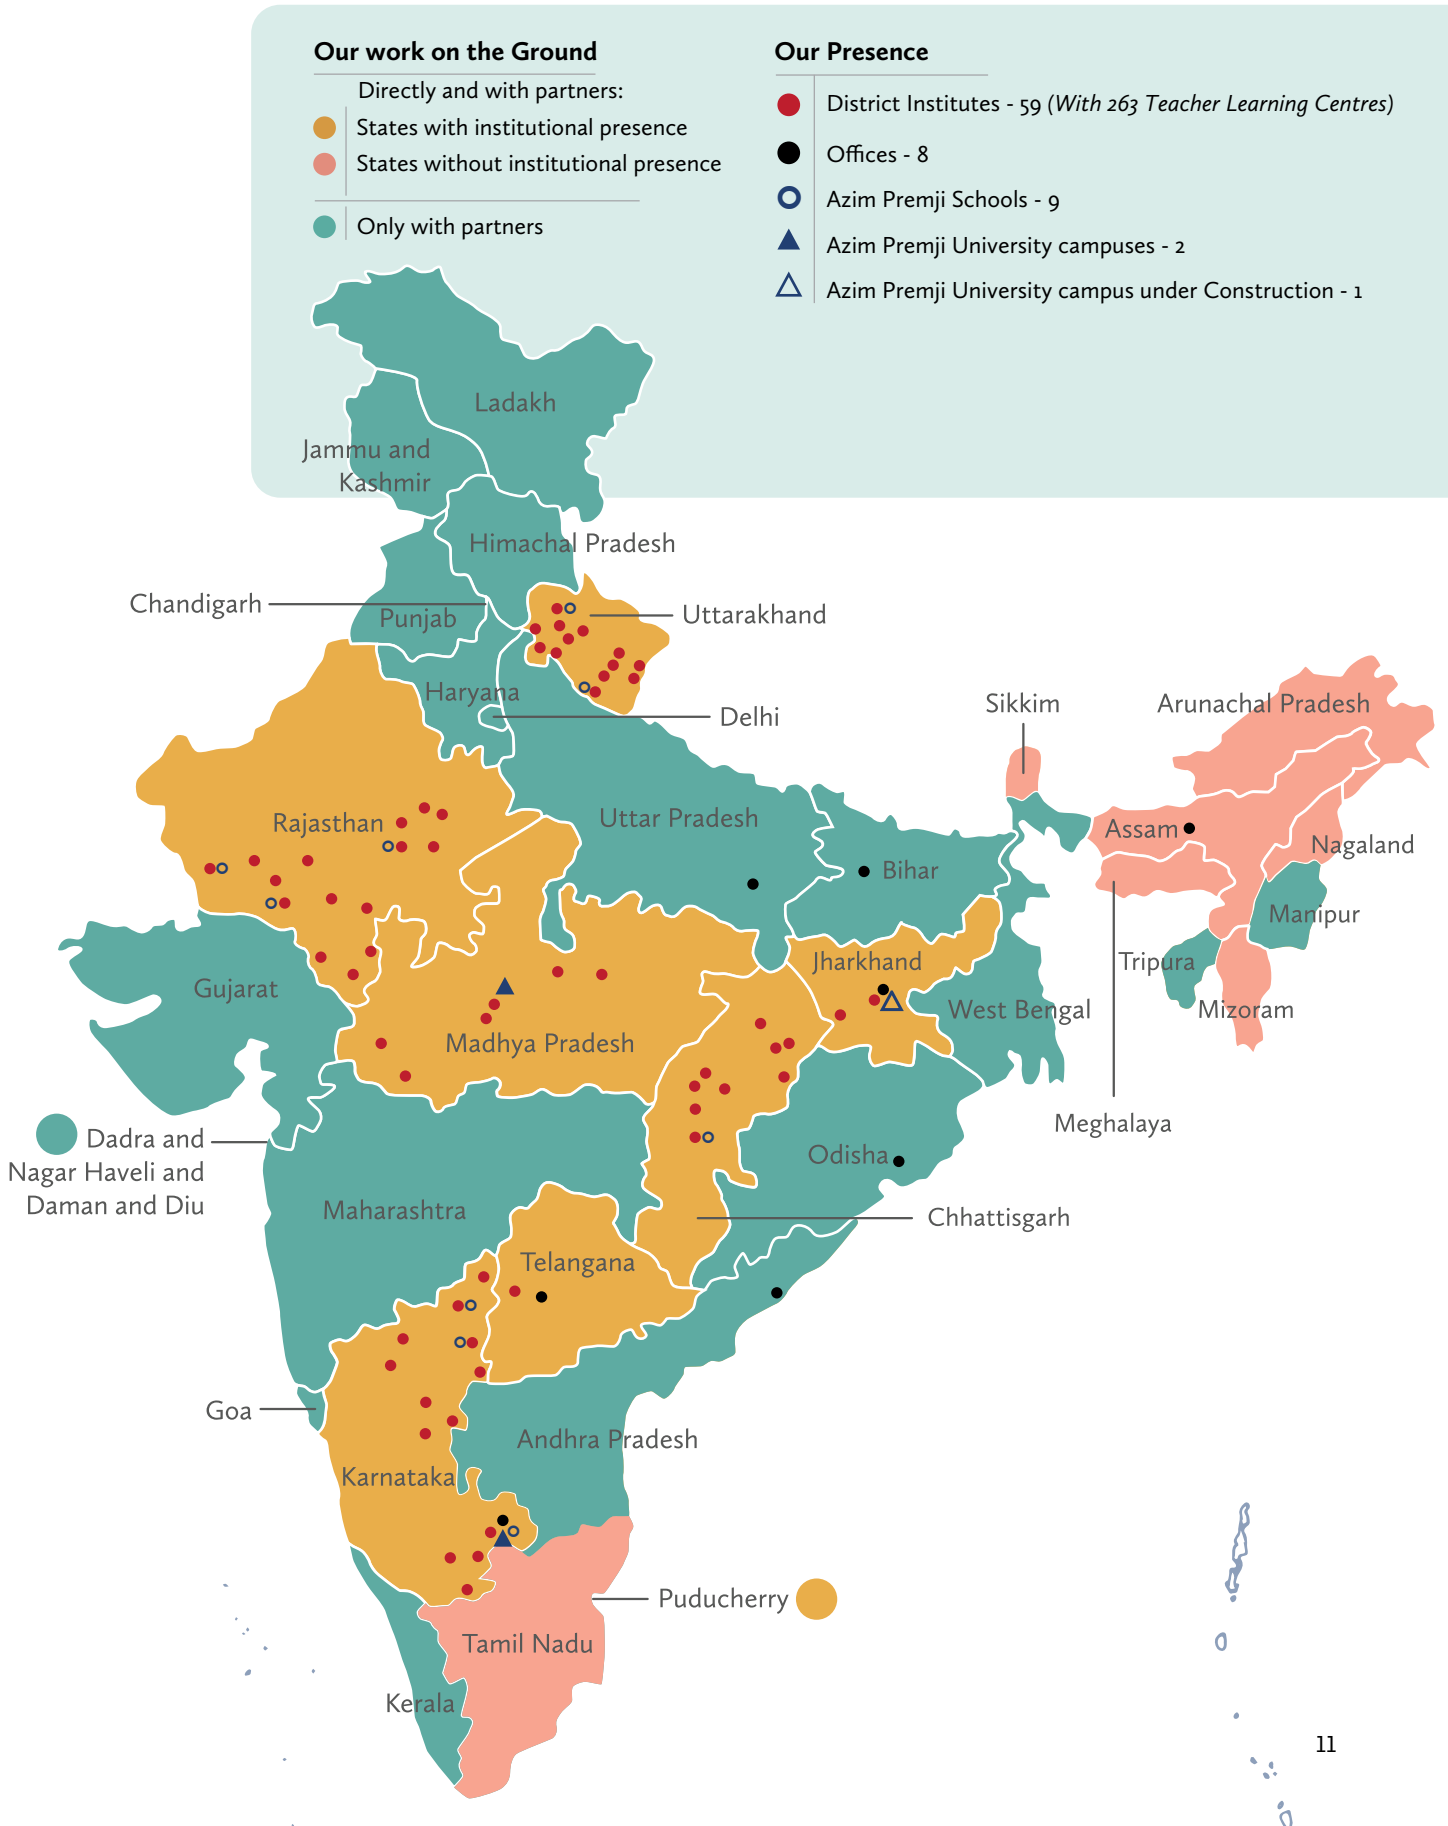 Our work on the Ground
Directly and with partners:
States with institutional presence
States without institutional presence
Only with partners
Our Presence
District Institutes - 59 (With 263 Teacher Learning Centres)
Offices - 8
Azim Premji Schools - 9
Azim Premji University campuses - 2
Azim Premji University campus under Construction - 1
Ladakh
Jammu and
Kashmir
Himachal Pradesh
Chandigarh
Punjab
Uttarakhand
Haryana
Delhi
Sikkim
Arunachal Pradesh
Rajasthan
Uttar Pradesh
Assam
Nagaland
Bihar
Manipur
Jharkhand
Tripura
Gujarat
West Bengal
Mizoram
Madhya Pradesh
Meghalaya
Dadra and
Nagar Haveli and
Daman and Diu
Odisha
Maharashtra
Chhattisgarh
Telangana
Goa
Andhra Pradesh
Karnataka
Puducherry
Tamil Nadu
Kerala
11